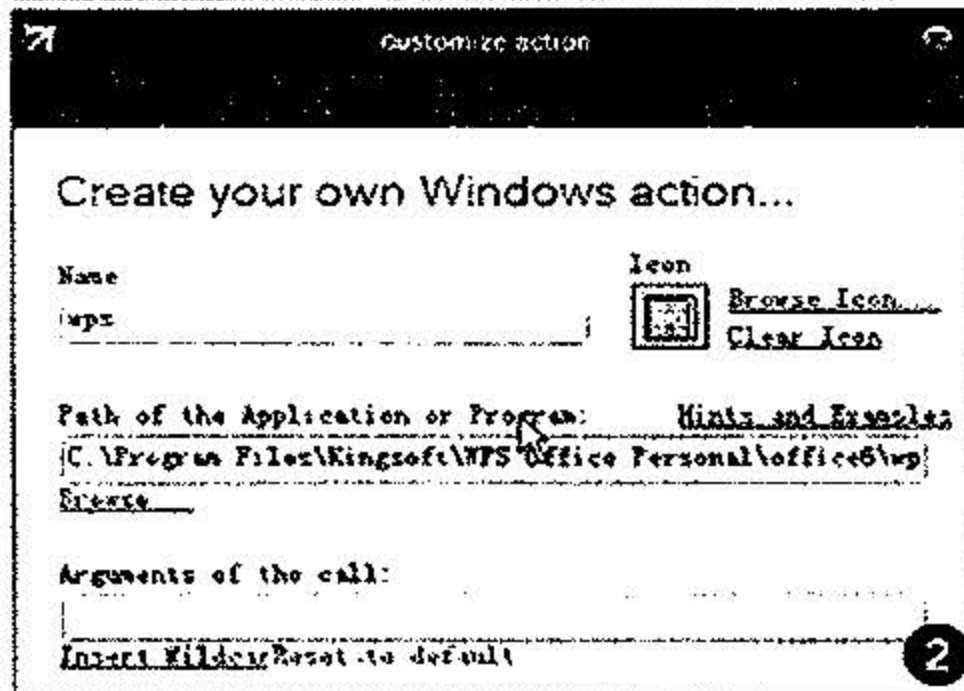 Customize action
Create your own Windows action...
Name
Icon
wps
Browse Icon...
Clear Icon
Path of the Application or Program:
Hints and Examples
C:\Program Files\Kingsoft\WPS Office Personal\office6\wp
Browse...
Arguments of the call:
Insert Reset to default
2